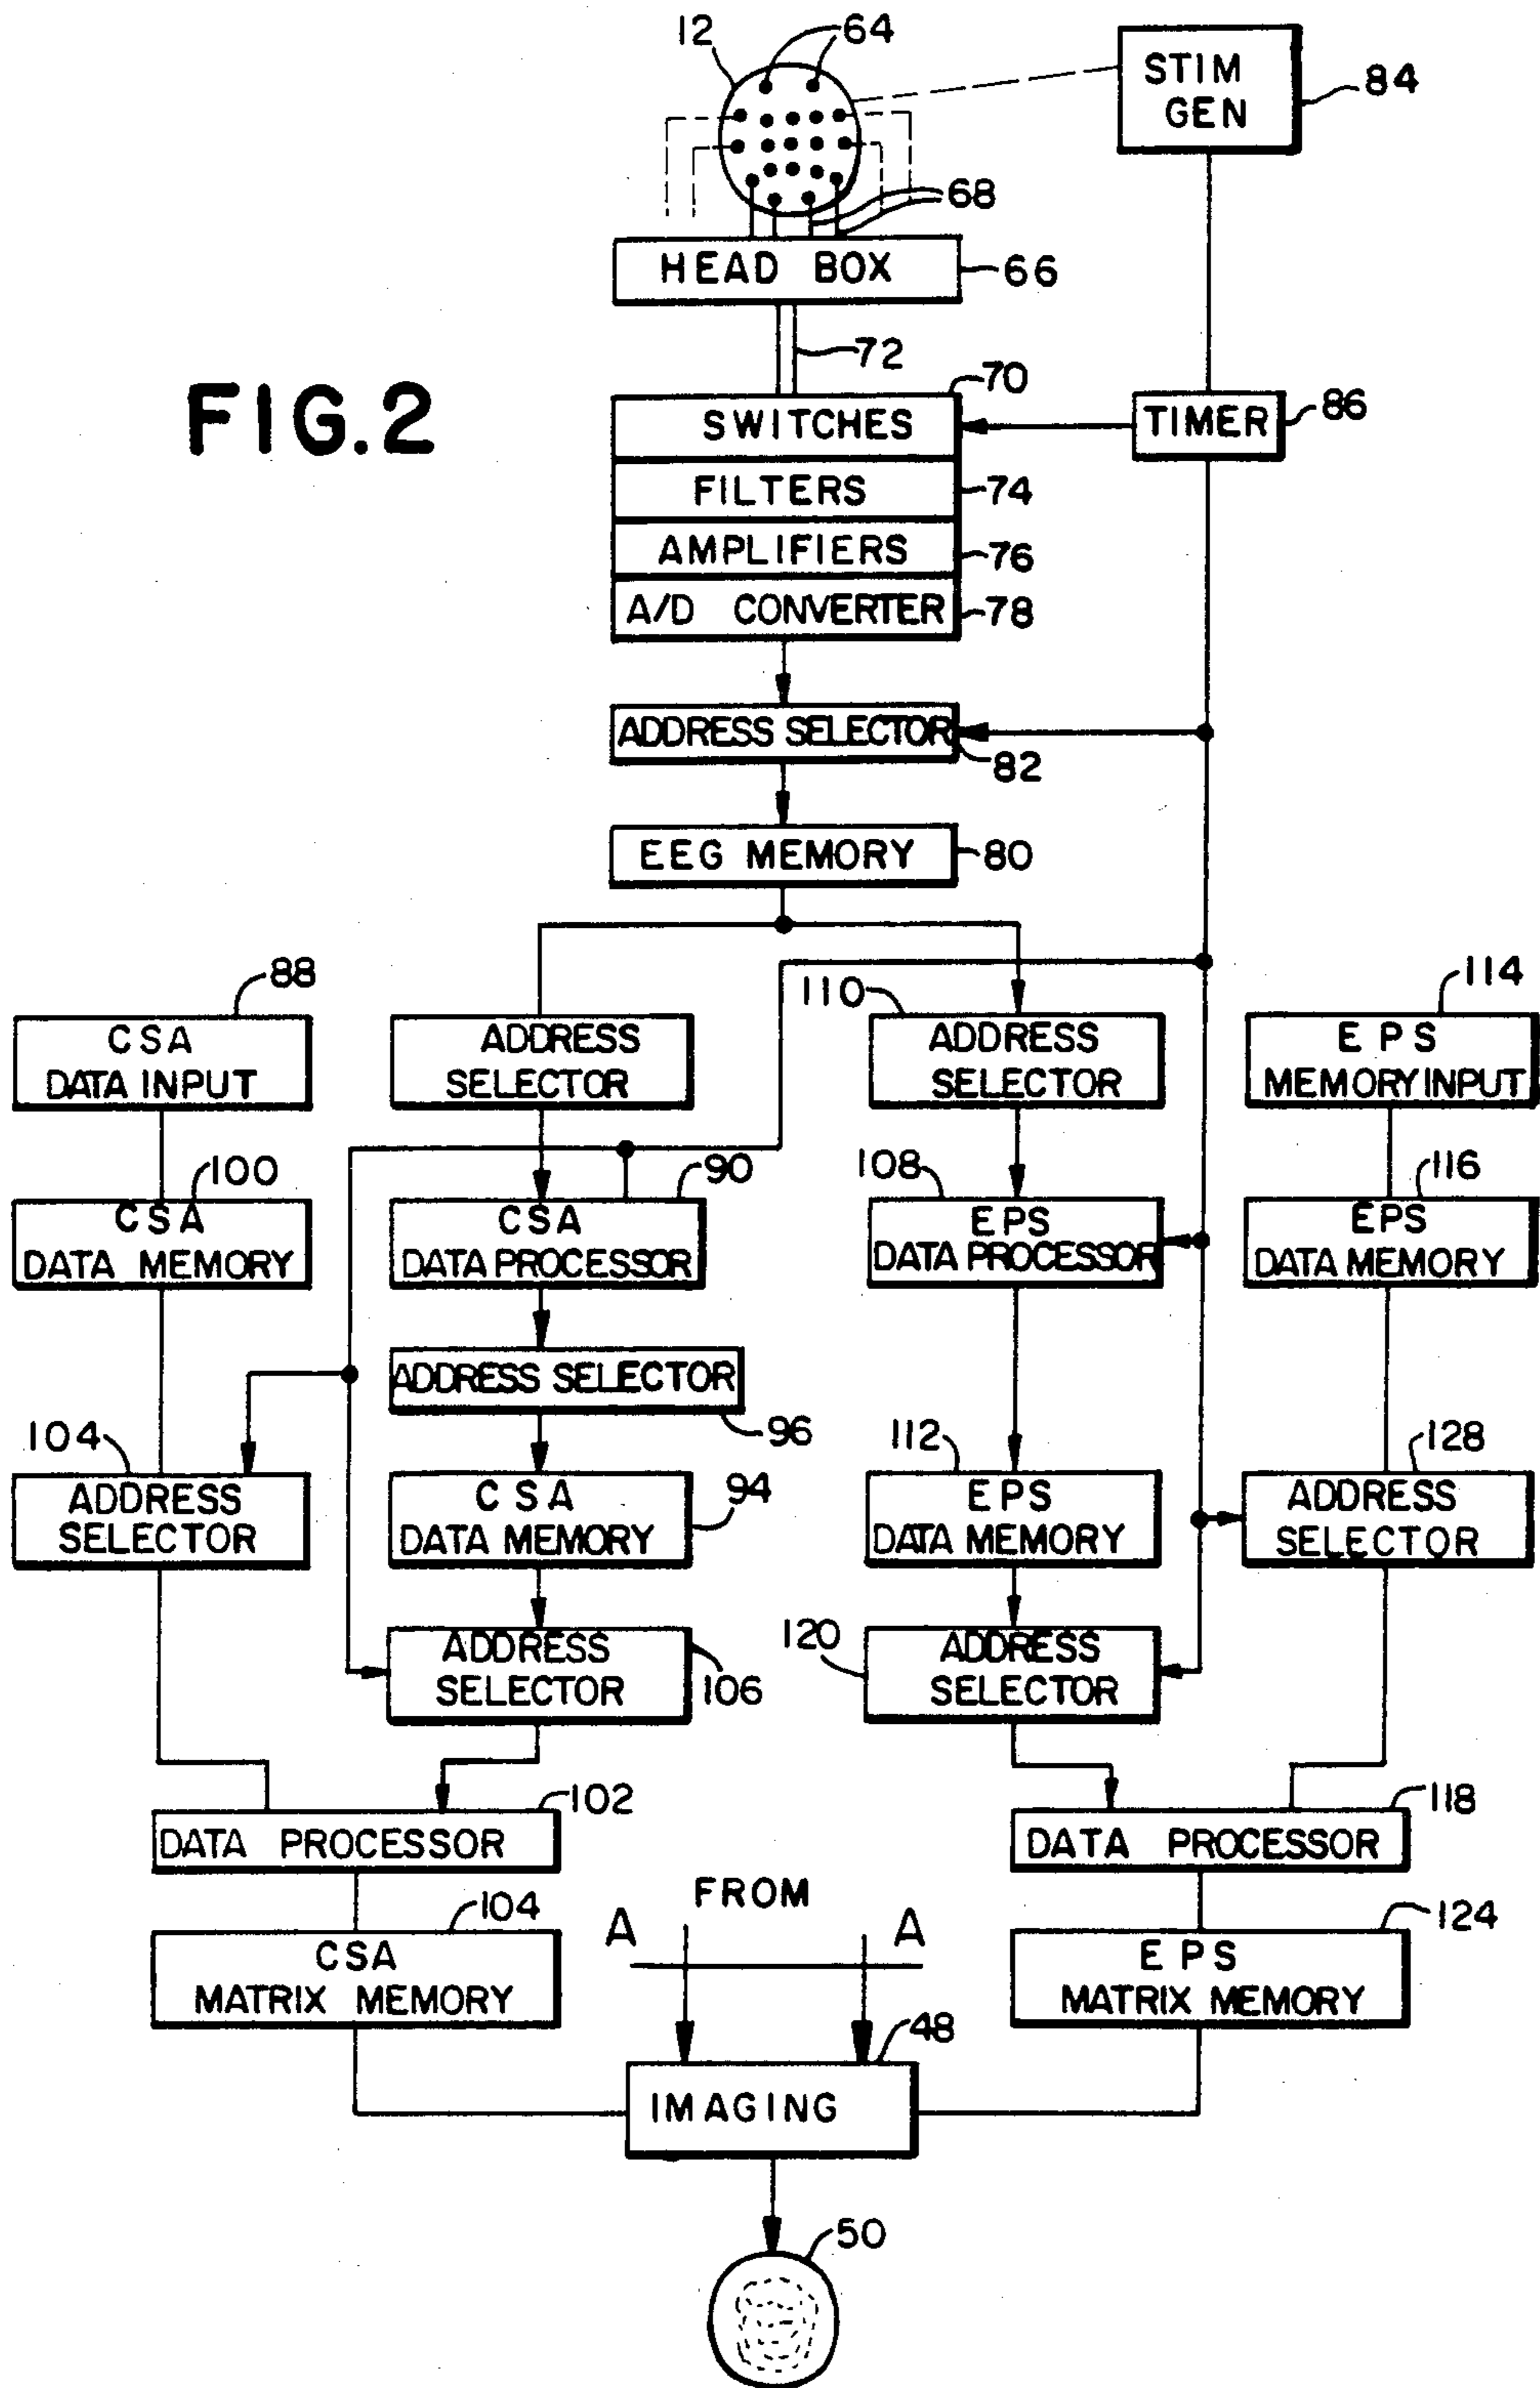 12
64
STIM
GEN
84
68
HEAD BOX
66
72
FIG.2
70
SWITCHES
TIMER
86
FILTERS
74
AMPLIFIERS
76
A/D CONVERTER
78
ADDRESS SELECTOR
82
EEG MEMORY
80
88
CSA
DATA INPUT
ADDRESS
SELECTOR
110
ADDRESS
SELECTOR
114
EPS
MEMORY INPUT
100
CSA
DATA MEMORY
90
CSA
DATA PROCESSOR
108
EPS
DATA PROCESSOR
116
EPS
DATA MEMORY
ADDRESS SELECTOR
96
104
ADDRESS
SELECTOR
CSA
DATA MEMORY
94
112
EPS
DATA MEMORY
128
ADDRESS
SELECTOR
ADDRESS
SELECTOR
106
120
ADDRESS
SELECTOR
102
DATA PROCESSOR
118
DATA PROCESSOR
FROM
A A
104
CSA
MATRIX MEMORY
124
EPS
MATRIX MEMORY
48
IMAGING
50